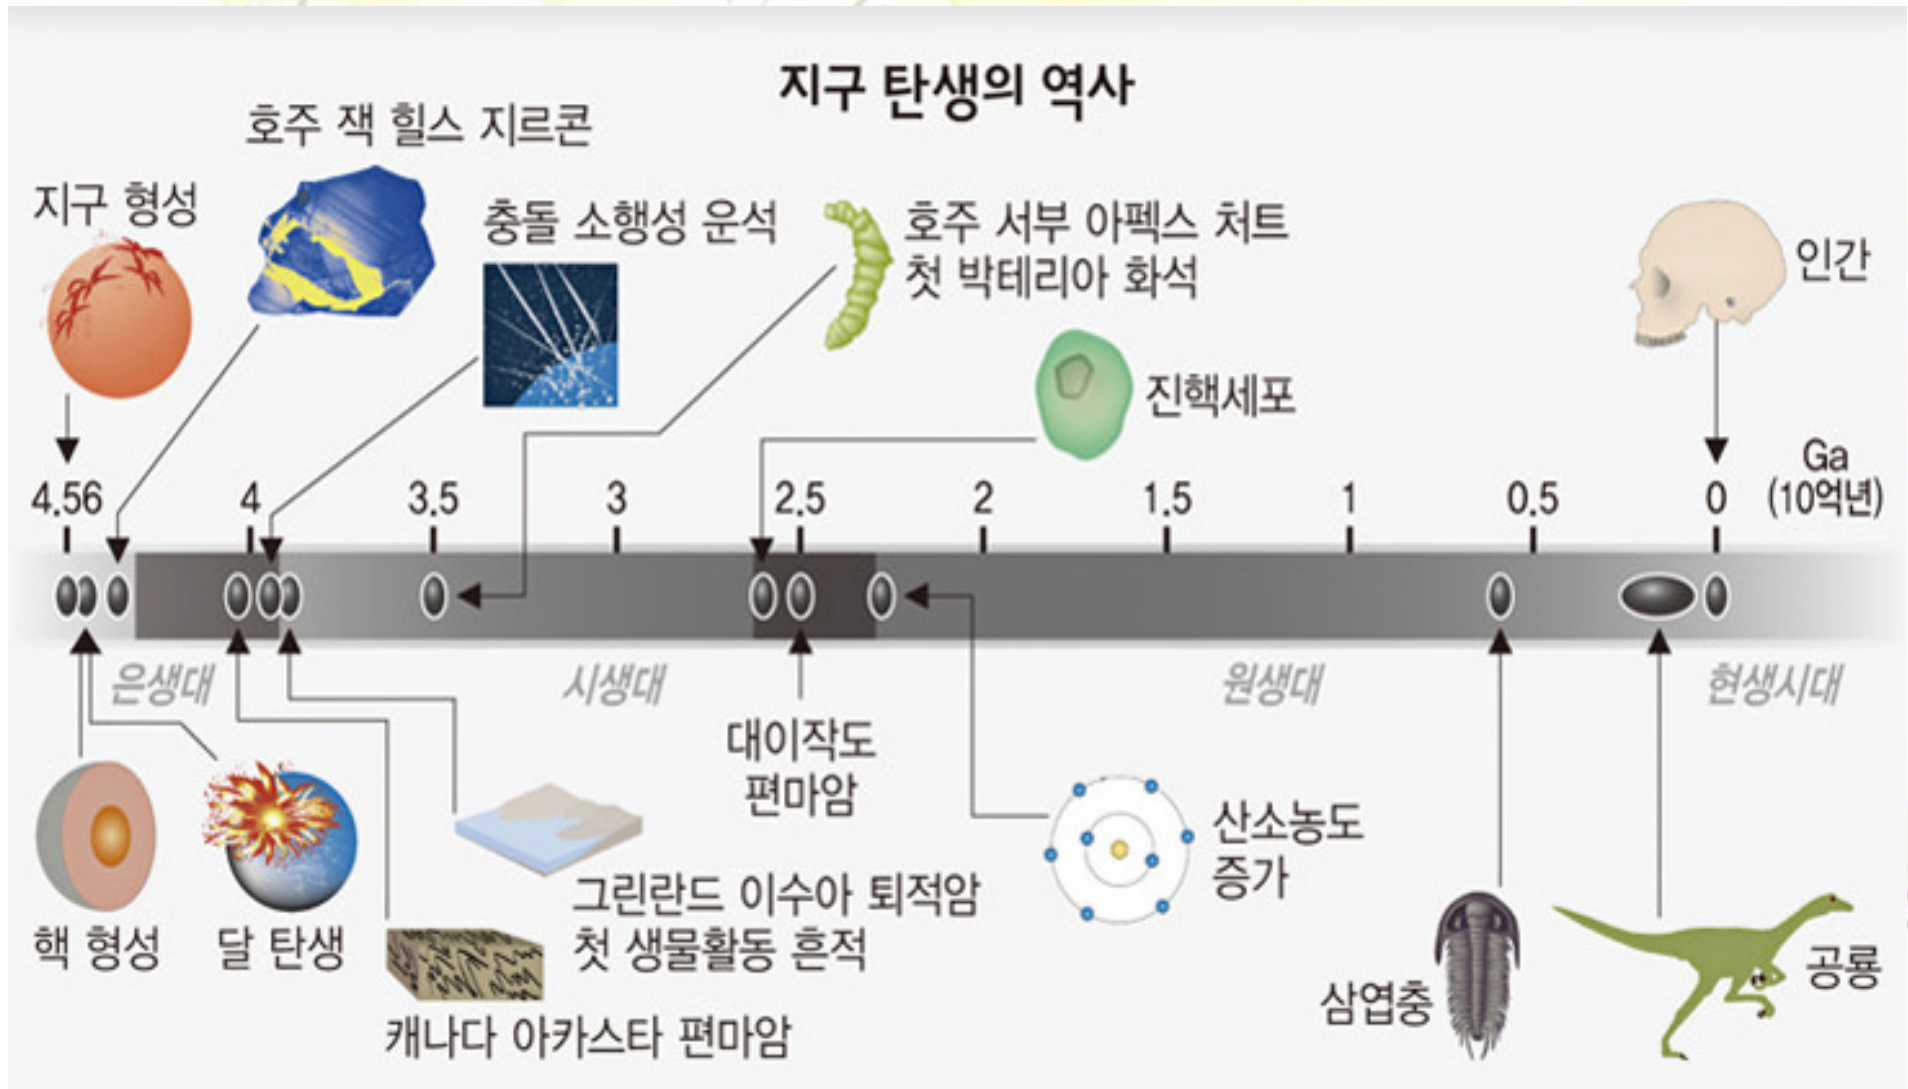 지구 탄생의 역사
호주 잭 힐스 지르콘
지구 형성
충돌 소행성 운석
호주 서부 아펙스 처트
첫 박테리아 화석
인간
진핵세포
Ga
4.56 4 3.5 3 2.5 2 1.5 1 0.5 0 (10억년)
은생대 시생대 원생대 현생시대
대이작도
편마암
산소농도
증가
그린란드 이수아 퇴적암
첫 생물활동 흔적
핵 형성
달 탄생
공룡
삼엽충
캐나다 아카스타 편마암